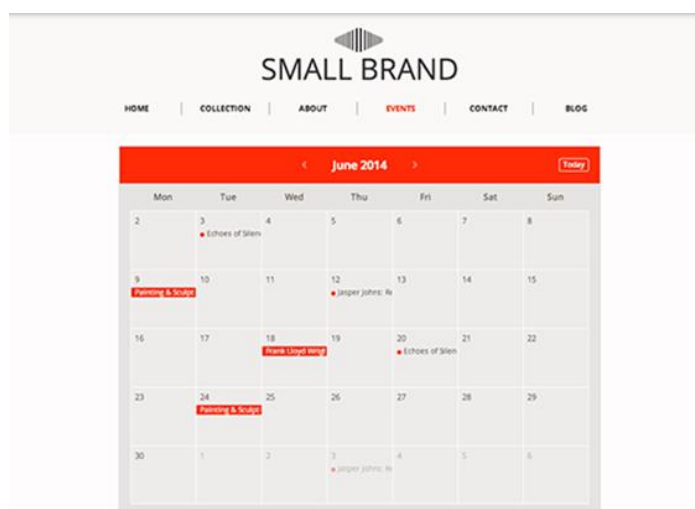 SMALL BRAND
HOME | COLLECTION | ABOUT | EVENTS | CONTACT | BLOG
‹ June 2014 › Today
Mon Tue Wed Thu Fri Sat Sun
2 3 4 5 6 7 8
Echoes of Silen
9 10 11 12 13 14 15
Painting & Sculpt Jasper Johns: Re
16 17 18 19 20 21 22
Frank Lloyd Wrig Echoes of Silen
23 24 25 26 27 28 29
Painting & Sculpt
30 1 2 3 4 5 6
Jasper Johns: Re